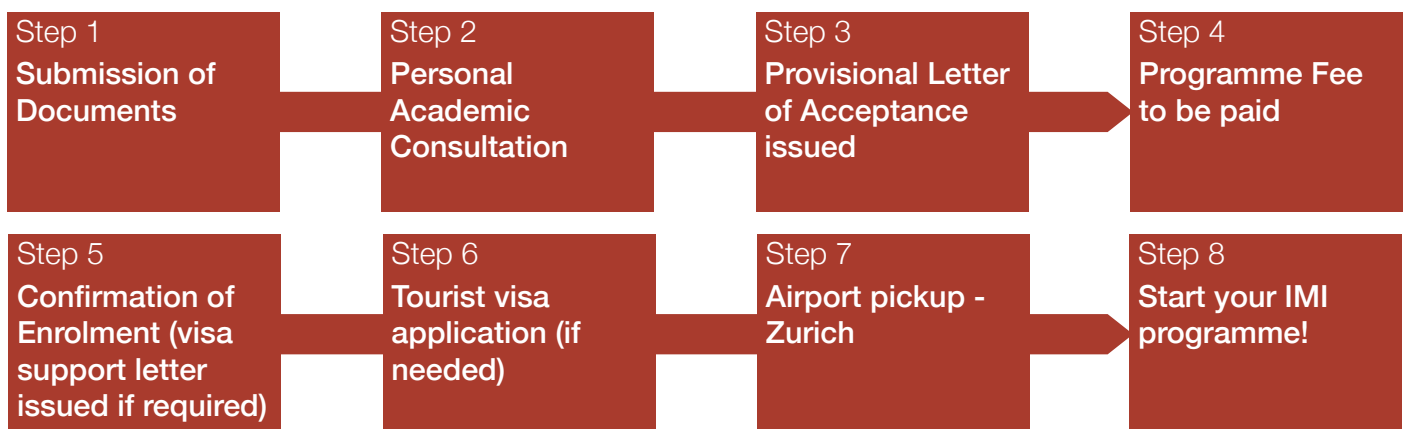 Step 1
Submission of
Documents
Step 2
Personal
Academic
Consultation
Step 3
Provisional Letter
of Acceptance
issued
Step 4
Programme Fee
to be paid
Step 5
Confirmation of
Enrolment (visa
support letter
issued if required)
Step 6
Tourist visa
application (if
needed)
Step 7
Airport pickup -
Zurich
Step 8
Start your IMI
programme!